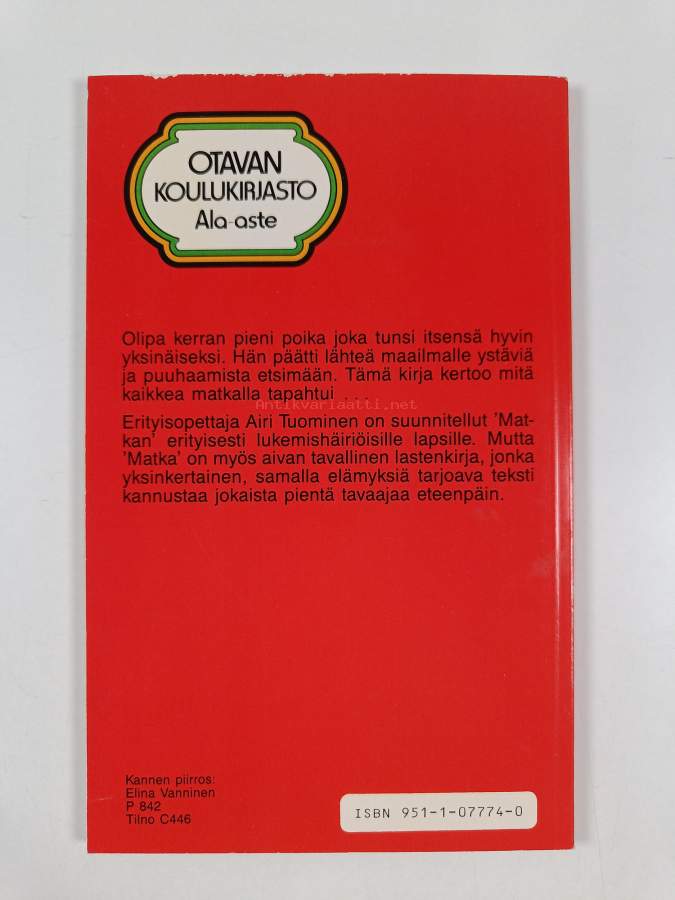 OTAVAN
KOULUKIRJASTO
Ala-aste
Olipa kerran pieni poika joka tunsi itsensä hyvin
yksinäiseksi. Hän päätti lähteä maailmalle ystäviä
ja puuhaamista etsimään. Tämä kirja kertoo mitä
kaikkea matkalla tapahtui . . .
Antikvariaatti.net
Erityisopettaja Airi Tuominen on suunnitellut 'Mat-
kan' erityisesti lukemishäiriöisille lapsille. Mutta
'Matka' on myös aivan tavallinen lastenkirja, jonka
yksinkertainen, samalla elämyksiä tarjoava teksti
kannustaa jokaista pientä tavaajaa eteenpäin.
Kannen piirros:
Elina Vanninen
P 842
Tilno C446
ISBN 951-1-07774-0